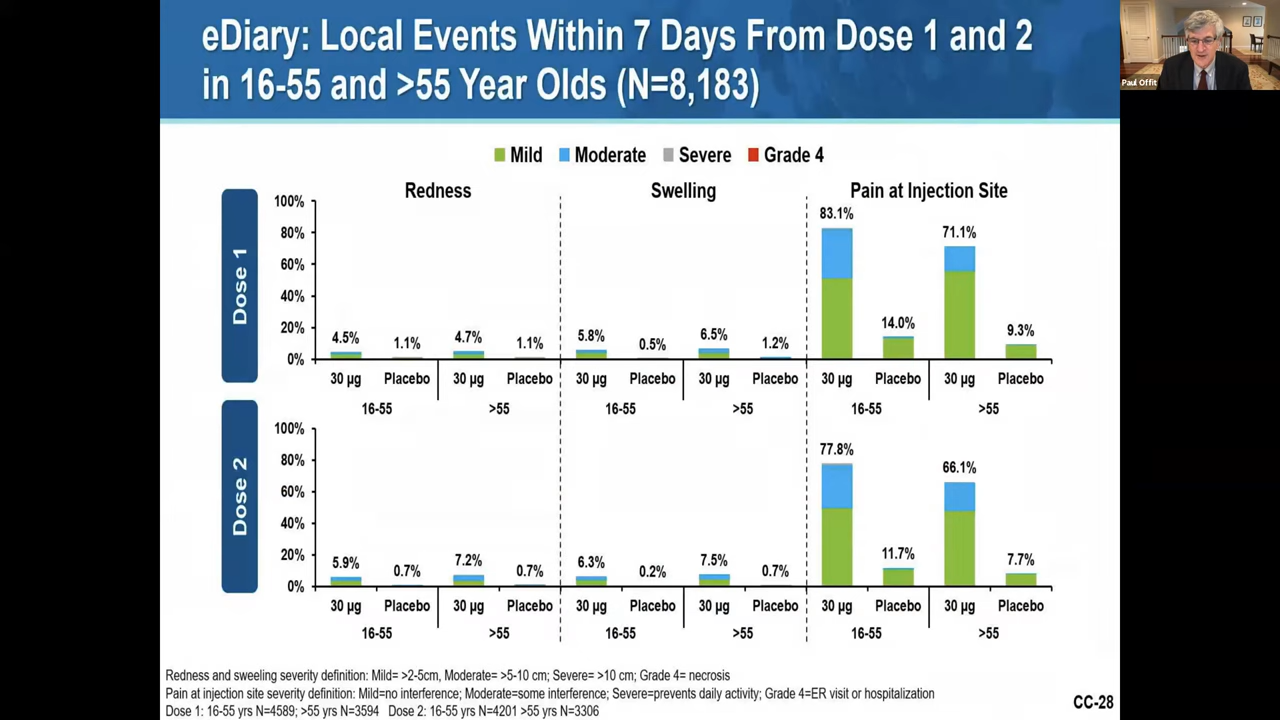 eDiary: Local Events Within 7 Days From Dose 1 and 2
in 16-55 and >55 Year Olds (N=8,183)
Paul Offit
Mild Moderate Severe Grade 4
Redness Swelling Pain at Injection Site
Dose 1
100%
80%
60%
40%
20%
0%
4.5% 1.1% 4.7% 1.1% 5.8% 0.5% 6.5% 1.2% 83.1% 14.0% 71.1% 9.3%
30 µg Placebo 30 µg Placebo 30 µg Placebo 30 µg Placebo 30 µg Placebo 30 µg Placebo
16-55 >55 16-55 >55 16-55 >55
Dose 2
100%
80%
60%
40%
20%
0%
5.9% 0.7% 7.2% 0.7% 6.3% 0.2% 7.5% 0.7% 77.8% 11.7% 66.1% 7.7%
30 µg Placebo 30 µg Placebo 30 µg Placebo 30 µg Placebo 30 µg Placebo 30 µg Placebo
16-55 >55 16-55 >55 16-55 >55
Redness and sweeling severity definition: Mild= >2-5cm, Moderate= >5-10 cm; Severe= >10 cm; Grade 4= necrosis
Pain at injection site severity definition: Mild=no interference; Moderate=some interference; Severe=prevents daily activity; Grade 4=ER visit or hospitalization
Dose 1: 16-55 yrs N=4589; >55 yrs N=3594 Dose 2: 16-55 yrs N=4201 >55 yrs N=3306
CC-28